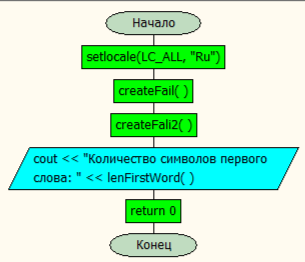 Начало
setlocale(LC_ALL, "Ru")
createFail( )
createFali2( )
cout << "Количество символов первого
слова: " << lenFirstWord( )
return 0
Конец